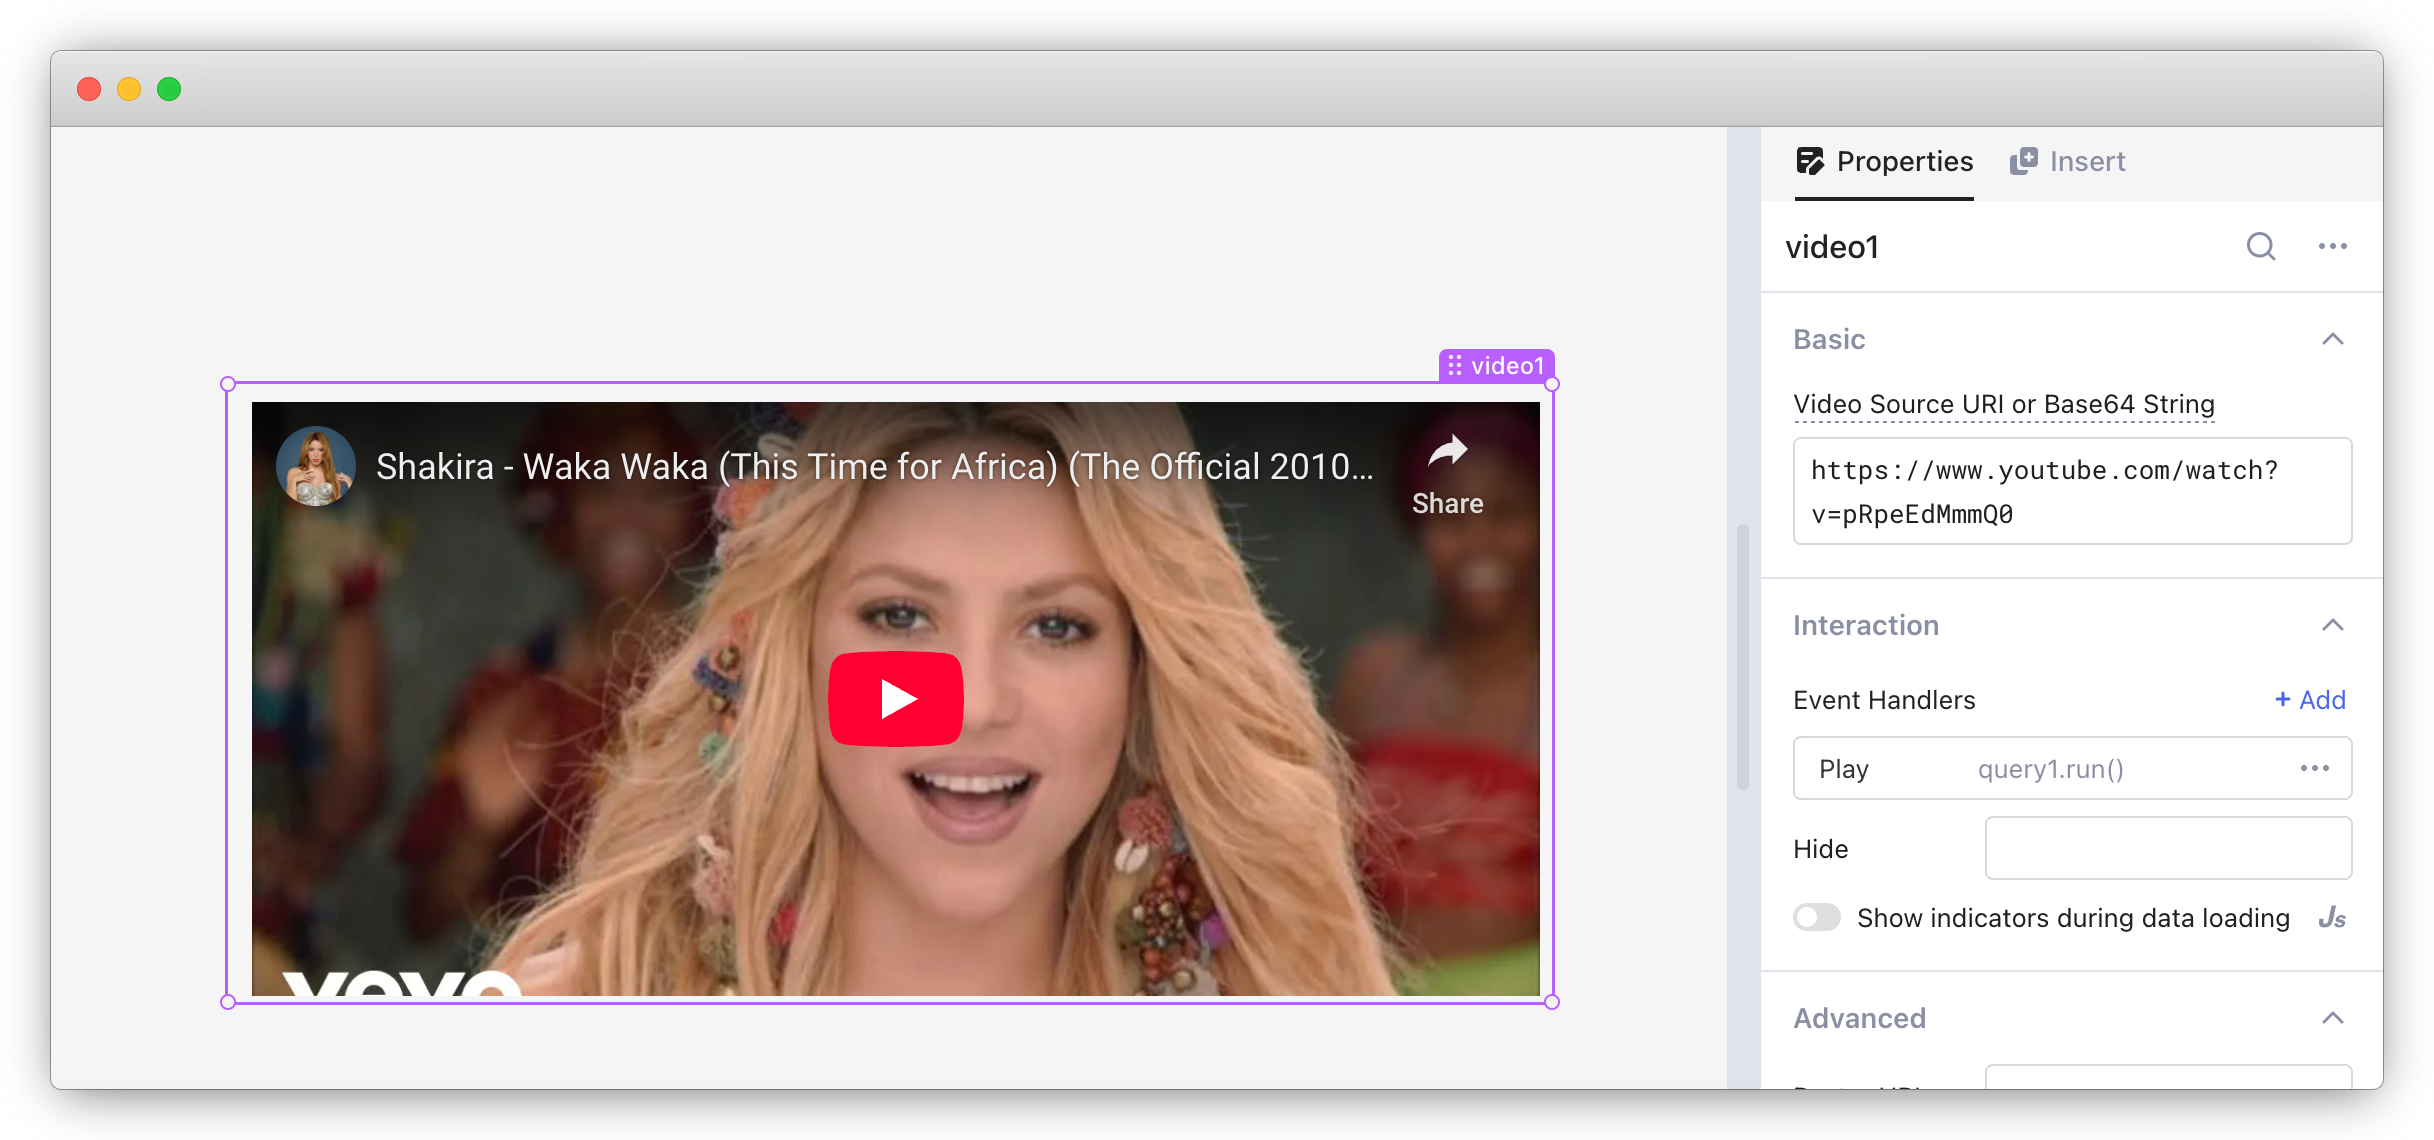 Properties
Insert
video1
Basic
Video Source URI or Base64 String
https://www.youtube.com/watch?
v=pRpeEdMmmQ0
Interaction
Event Handlers
+ Add
Play
query1.run()
Hide
Show indicators during data loading
Js
Advanced
video1
Shakira - Waka Waka (This Time for Africa) (The Official 2010...
Share
vevo